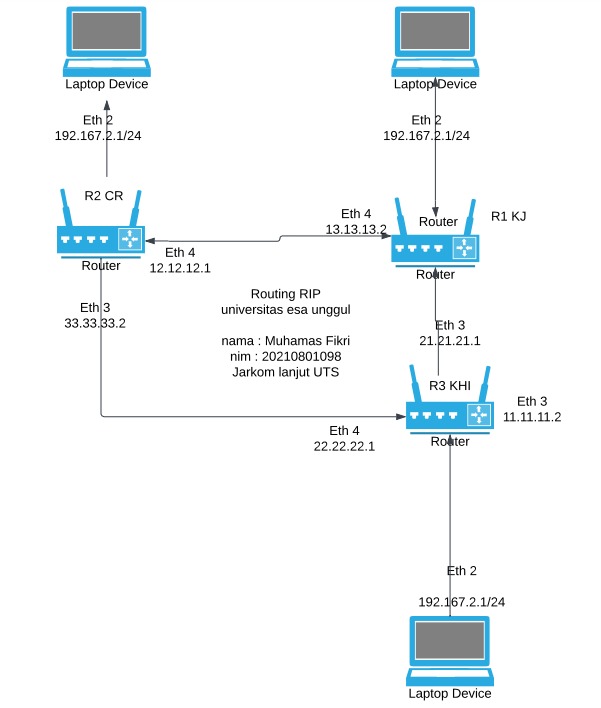 Laptop Device
Laptop Device
Eth 2
192.167.2.1/24
Eth 2
192.167.2.1/24
R2 CR
Router
R1 KJ
Eth 4
13.13.13.2
Router
Eth 4
12.12.12.1
Router
Routing RIP
universitas esa unggul
nama : Muhamas Fikri
nim : 20210801098
Jarkom lanjut UTS
Eth 3
33.33.33.2
Eth 3
21.21.21.1
R3 KHI
Eth 3
11.11.11.2
Eth 4
22.22.22.1
Router
Eth 2
192.167.2.1/24
Laptop Device